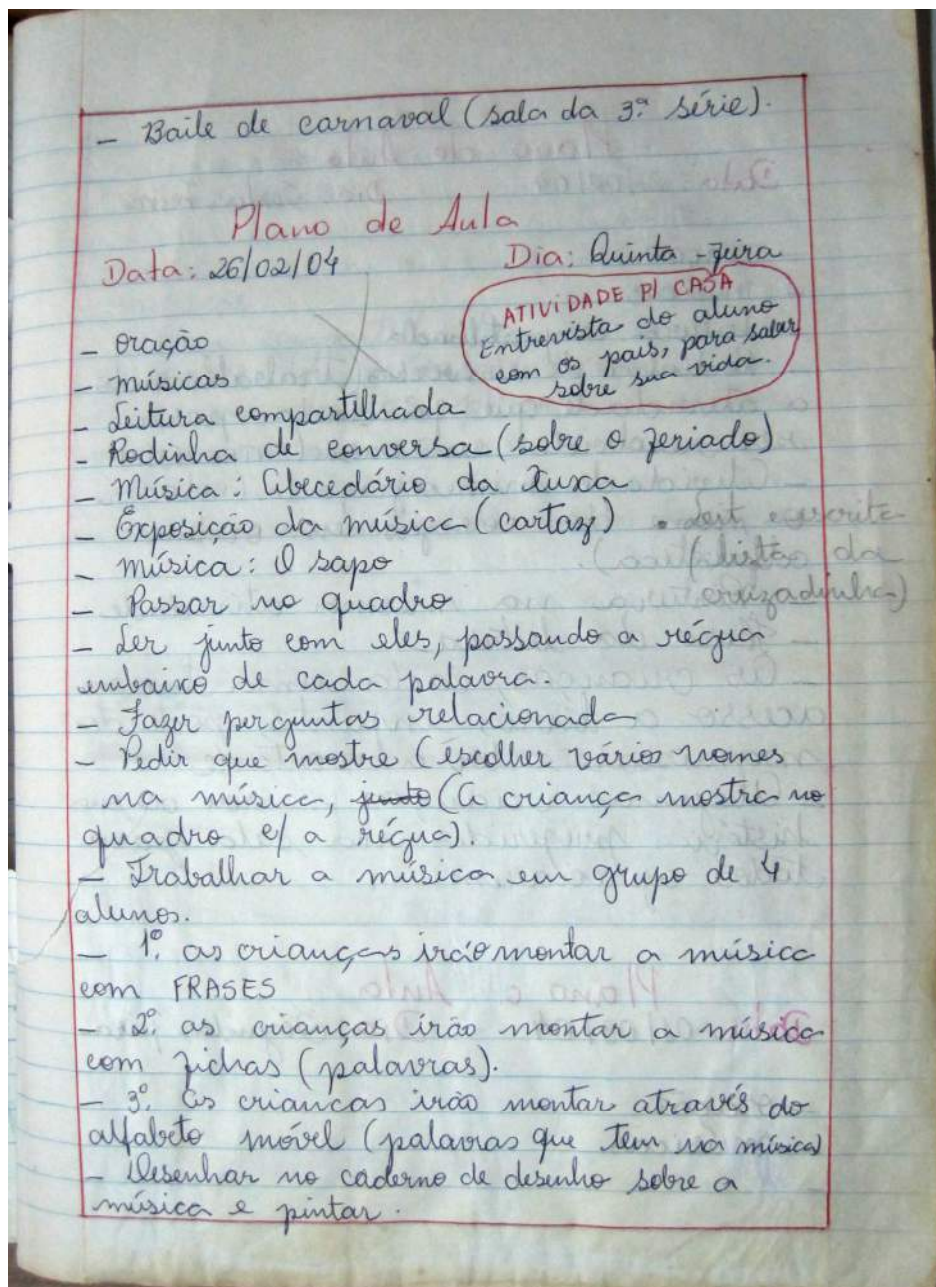 - Baile de carnaval (sala da 3ª série).
Plano de Aula
Data: 26/02/04 Dia: Quinta-feira
ATIVIDADE P/ CASA
Entrevista do aluno
com os pais, para saber
sobre sua vida.
- Oração
- Músicas
- Leitura compartilhada
- Rodinha de conversa (sobre o feriado)
- Música: Abecedário da Xuxa
- Exposição da música (cartaz)
- Música: O sapo
- Passar no quadro
- Ler junto com eles, passando a régua
embaixo de cada palavra.
- Fazer perguntas relacionada
- Pedir que mostre (escolher vários nomes
na música, junto (A criança mostra no
quadro c/ a régua).
- Trabalhar a música em grupo de 4
alunos.
- 1º. as crianças irão montar a música
com FRASES
- 2º. as crianças irão montar a música
com fichas (palavras).
- 3º. As crianças irão montar através do
alfabeto móvel (palavras que tem na música)
- Desenhar no caderno de desenho sobre a
música e pintar.